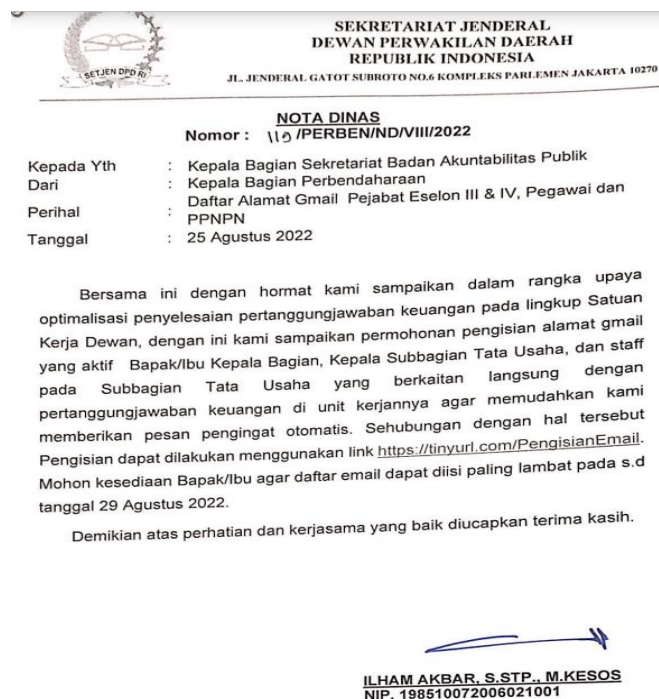 SETJEN DPD RI
SEKRETARIAT JENDERAL
DEWAN PERWAKILAN DAERAH
REPUBLIK INDONESIA
JL. JENDERAL GATOT SUBROTO NO.6 KOMPLEKS PARLEMEN JAKARTA 10270
NOTA DINAS
Nomor : 119/PERBEN/ND/VIII/2022
Kepada Yth : Kepala Bagian Sekretariat Badan Akuntabilitas Publik
Dari : Kepala Bagian Perbendaharaan
Perihal : Daftar Alamat Gmail Pejabat Eselon III & IV, Pegawai dan
PPNPN
Tanggal : 25 Agustus 2022
Bersama ini dengan hormat kami sampaikan dalam rangka upaya
optimalisasi penyelesaian pertanggungjawaban keuangan pada lingkup Satuan
Kerja Dewan, dengan ini kami sampaikan permohonan pengisian alamat gmail
yang aktif Bapak/Ibu Kepala Bagian, Kepala Subbagian Tata Usaha, dan staff
pada Subbagian Tata Usaha yang berkaitan langsung dengan
pertanggungjawaban keuangan di unit kerjannya agar memudahkan kami
memberikan pesan pengingat otomatis. Sehubungan dengan hal tersebut
Pengisian dapat dilakukan menggunakan link https://tinyurl.com/PengisianEmail.
Mohon kesediaan Bapak/Ibu agar daftar email dapat diisi paling lambat pada s.d
tanggal 29 Agustus 2022.
Demikian atas perhatian dan kerjasama yang baik diucapkan terima kasih.
ILHAM AKBAR, S.STP., M.KESOS
NIP. 198510072006021001